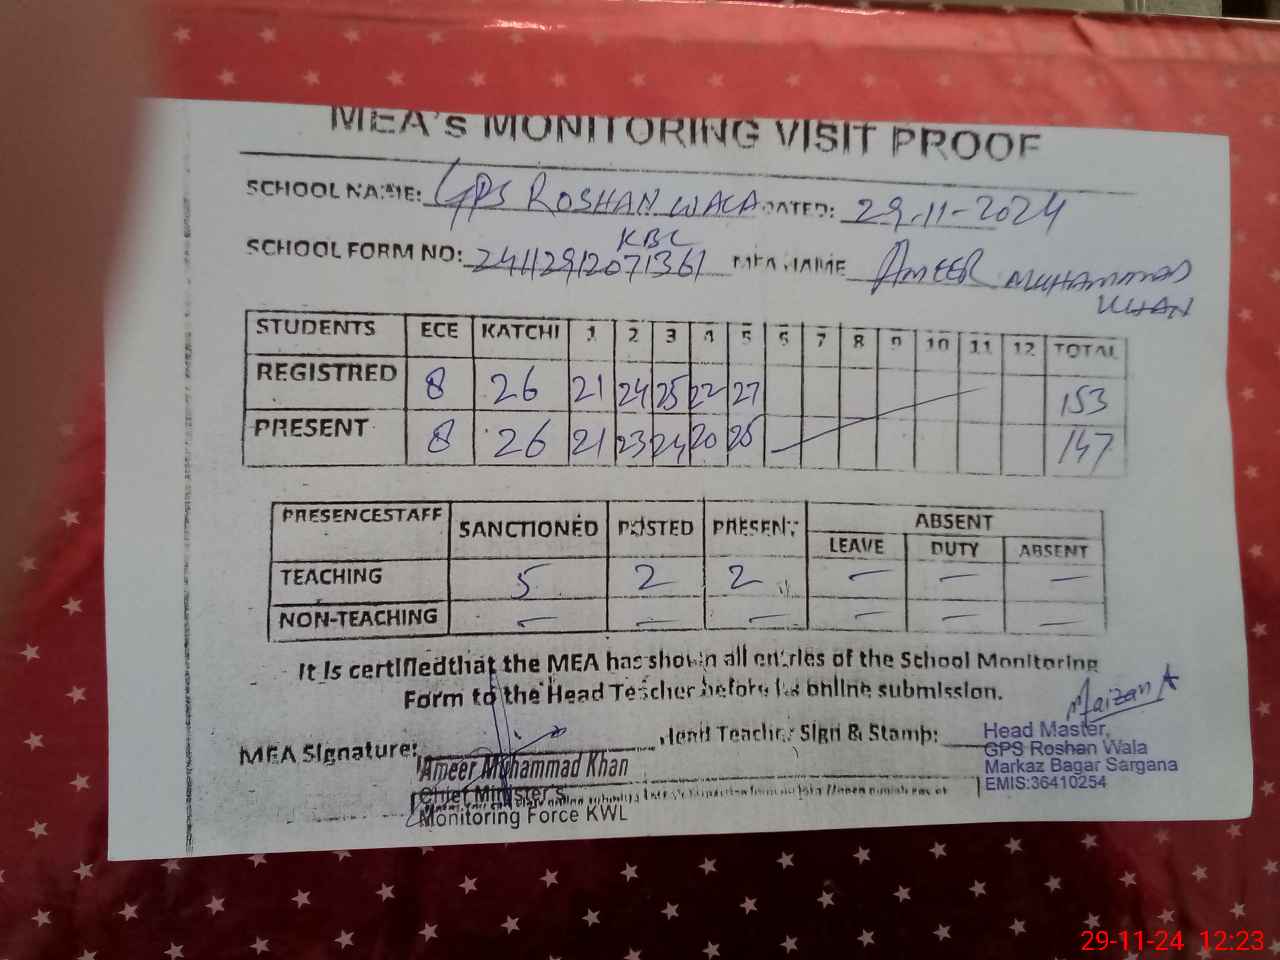 MEA's MONITORING VISIT PROOF
SCHOOL NAME: GPS ROSHAN WALA DATED: 29-11-2024
KBL
SCHOOL FORM NO: 24112912071361 MEA NAME AMEER MUHAMMAD
KHAN
STUDENTS ECE KATCHI 1 2 3 4 5 6 7 8 9 10 11 12 TOTAL
REGISTRED 8 26 21 24 25 22 27 153
PRESENT 8 26 21 23 24 20 25 147
PRESENCESTAFF SANCTIONED POSTED PRESENT ABSENT
LEAVE DUTY ABSENT
TEACHING 5 2 2 — — —
NON-TEACHING — — — — — —
It is certifiedthat the MEA has shown all entries of the School Monitoring
Form to the Head Teacher before its online submission.
MEA Signature: Head Teacher Sign & Stamp:
Ameer Muhammad Khan
Chief Minister's
Monitoring Force KWL
Head Master,
GPS Roshan Wala
Markaz Bagar Sargana
EMIS:36410254
29-11-24 12:23